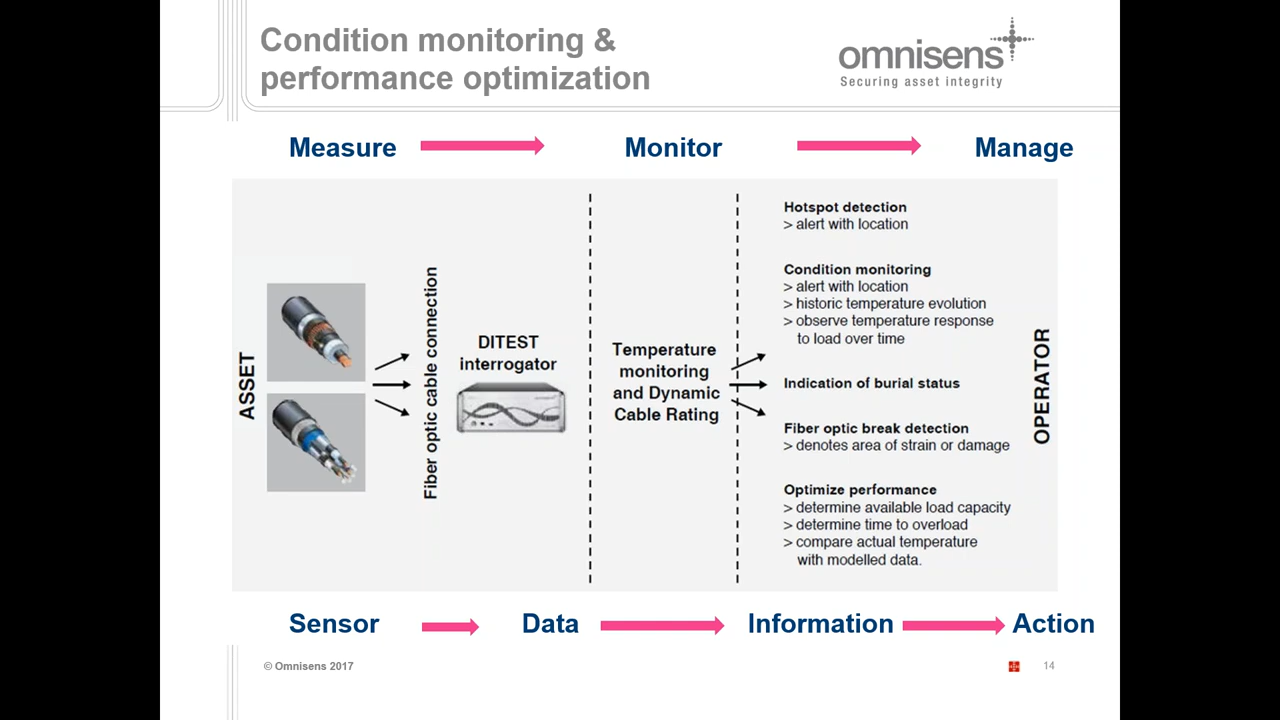 Condition monitoring &
performance optimization
omnisens
Securing asset integrity
Measure
Monitor
Manage
ASSET
Fiber optic cable connection
DITEST
interrogator
Temperature
monitoring
and Dynamic
Cable Rating
Hotspot detection
> alert with location
Condition monitoring
> alert with location
> historic temperature evolution
> observe temperature response
to load over time
Indication of burial status
Fiber optic break detection
> denotes area of strain or damage
Optimize performance
> determine available load capacity
> determine time to overload
> compare actual temperature
with modelled data.
OPERATOR
Sensor
Data
Information
Action
© Omnisens 2017
14